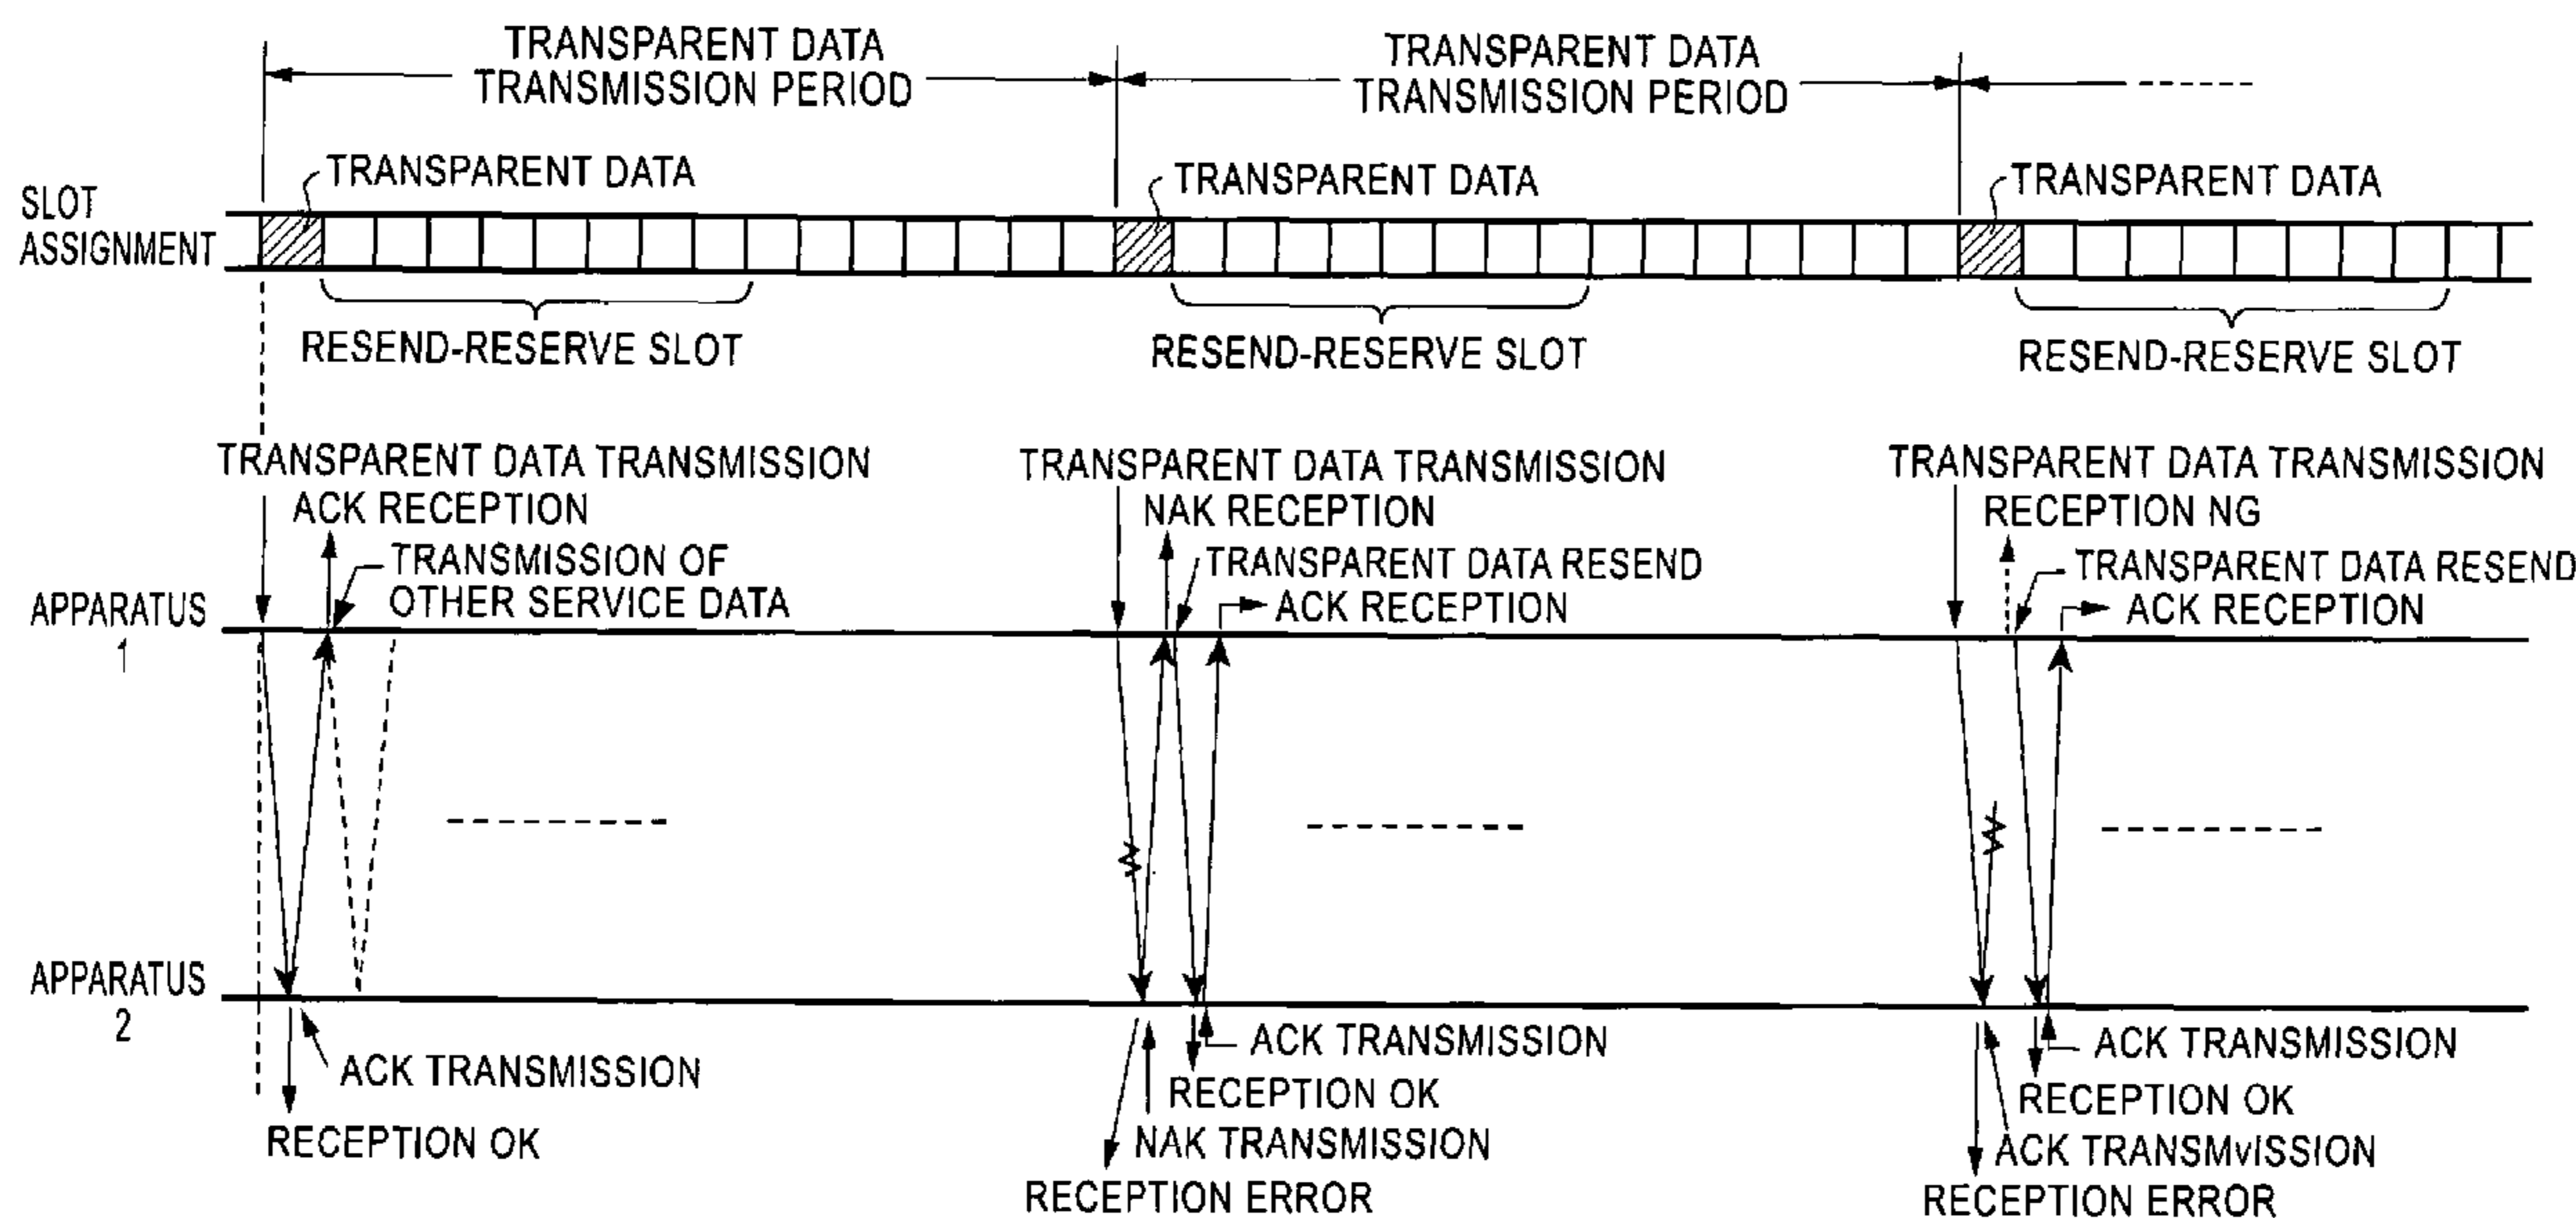 TRANSPARENT DATA
TRANSMISSION PERIOD
TRANSPARENT DATA
TRANSMISSION PERIOD
SLOT
ASSIGNMENT
TRANSPARENT DATA
TRANSPARENT DATA
TRANSPARENT DATA
RESEND-RESERVE SLOT
RESEND-RESERVE SLOT
RESEND-RESERVE SLOT
TRANSPARENT DATA TRANSMISSION
ACK RECEPTION
TRANSMISSION OF
OTHER SERVICE DATA
TRANSPARENT DATA TRANSMISSION
NAK RECEPTION
TRANSPARENT DATA RESEND
ACK RECEPTION
TRANSPARENT DATA TRANSMISSION
RECEPTION NG
TRANSPARENT DATA RESEND
ACK RECEPTION
APPARATUS
1
APPARATUS
2
ACK TRANSMISSION
RECEPTION OK
ACK TRANSMISSION
RECEPTION OK
NAK TRANSMISSION
RECEPTION ERROR
ACK TRANSMISSION
RECEPTION OK
ACK TRANSMvISSION
RECEPTION ERROR